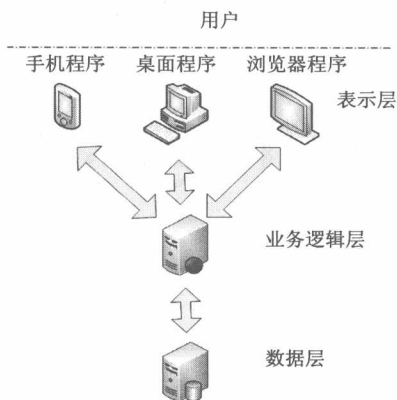 用户
手机程序 桌面程序 浏览器程序
表示层
业务逻辑层
数据层